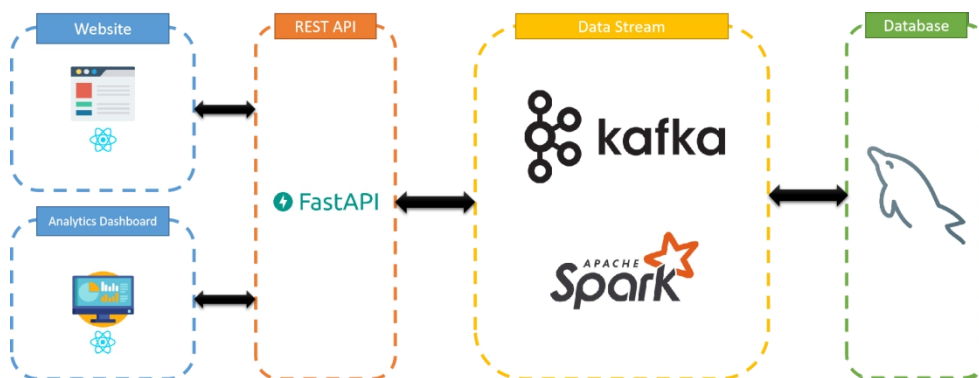 Website
REST API
Data Stream
Database
kafka
FastAPI
Analytics Dashboard
APACHE
Spark